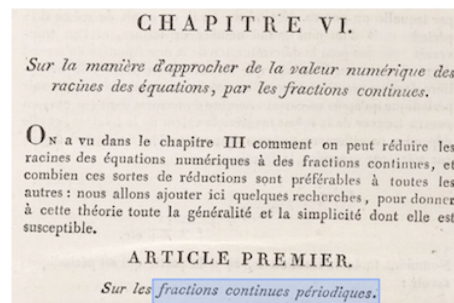 CHAPITRE VI.
Sur la manière d'approcher de la valeur numérique des
racines des équations, par les fractions continues.
On a vu dans le chapitre III comment on peut réduire les
racines des équations numériques à des fractions continues, et
combien ces sortes de réductions sont préférables à toutes les
autres : nous allons ajouter ici quelques recherches, pour donner
à cette théorie toute la généralité et la simplicité dont elle est
susceptible.
ARTICLE PREMIER.
Sur les fractions continues périodiques.